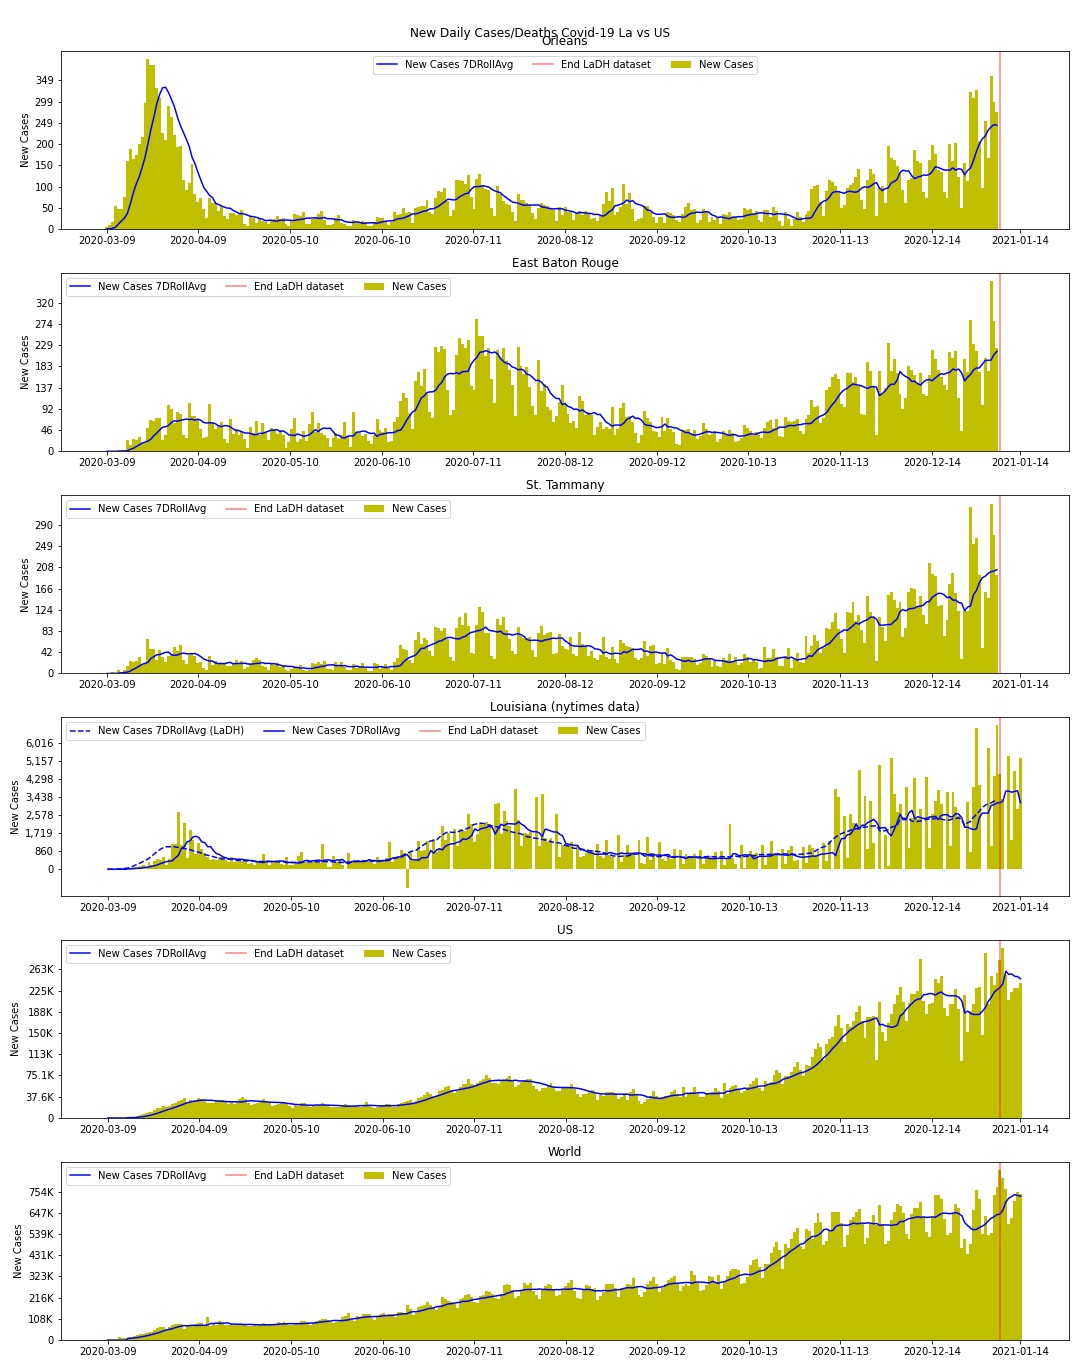 New Daily Cases/Deaths Covid-19 La vs US
Orleans
New Cases 7DRollAvg End LaDH dataset New Cases
New Cases
349
299
249
200
150
100
50
0
2020-03-09 2020-04-09 2020-05-10 2020-06-10 2020-07-11 2020-08-12 2020-09-12 2020-10-13 2020-11-13 2020-12-14 2021-01-14
East Baton Rouge
New Cases 7DRollAvg End LaDH dataset New Cases
New Cases
320
274
229
183
137
92
46
0
2020-03-09 2020-04-09 2020-05-10 2020-06-10 2020-07-11 2020-08-12 2020-09-12 2020-10-13 2020-11-13 2020-12-14 2021-01-14
St. Tammany
New Cases 7DRollAvg End LaDH dataset New Cases
New Cases
290
249
208
166
124
83
42
0
2020-03-09 2020-04-09 2020-05-10 2020-06-10 2020-07-11 2020-08-12 2020-09-12 2020-10-13 2020-11-13 2020-12-14 2021-01-14
Louisiana (nytimes data)
New Cases 7DRollAvg (LaDH) New Cases 7DRollAvg End LaDH dataset New Cases
New Cases
6,016
5,157
4,298
3,438
2,578
1,719
860
0
2020-03-09 2020-04-09 2020-05-10 2020-06-10 2020-07-11 2020-08-12 2020-09-12 2020-10-13 2020-11-13 2020-12-14 2021-01-14
US
New Cases 7DRollAvg End LaDH dataset New Cases
New Cases
263K
225K
188K
150K
113K
75.1K
37.6K
0
2020-03-09 2020-04-09 2020-05-10 2020-06-10 2020-07-11 2020-08-12 2020-09-12 2020-10-13 2020-11-13 2020-12-14 2021-01-14
World
New Cases 7DRollAvg End LaDH dataset New Cases
New Cases
754K
647K
539K
431K
323K
216K
108K
0
2020-03-09 2020-04-09 2020-05-10 2020-06-10 2020-07-11 2020-08-12 2020-09-12 2020-10-13 2020-11-13 2020-12-14 2021-01-14